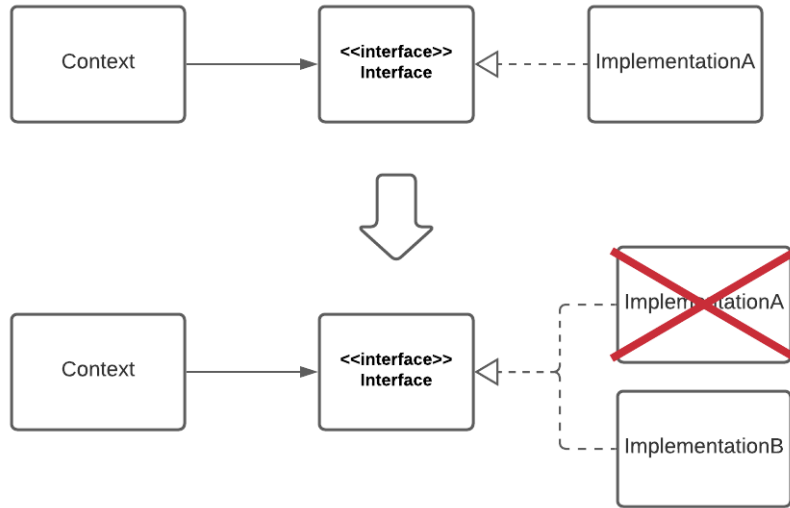 Context
<<interface>>
Interface
ImplementationA
Context
<<interface>>
Interface
ImplementationA
ImplementationB